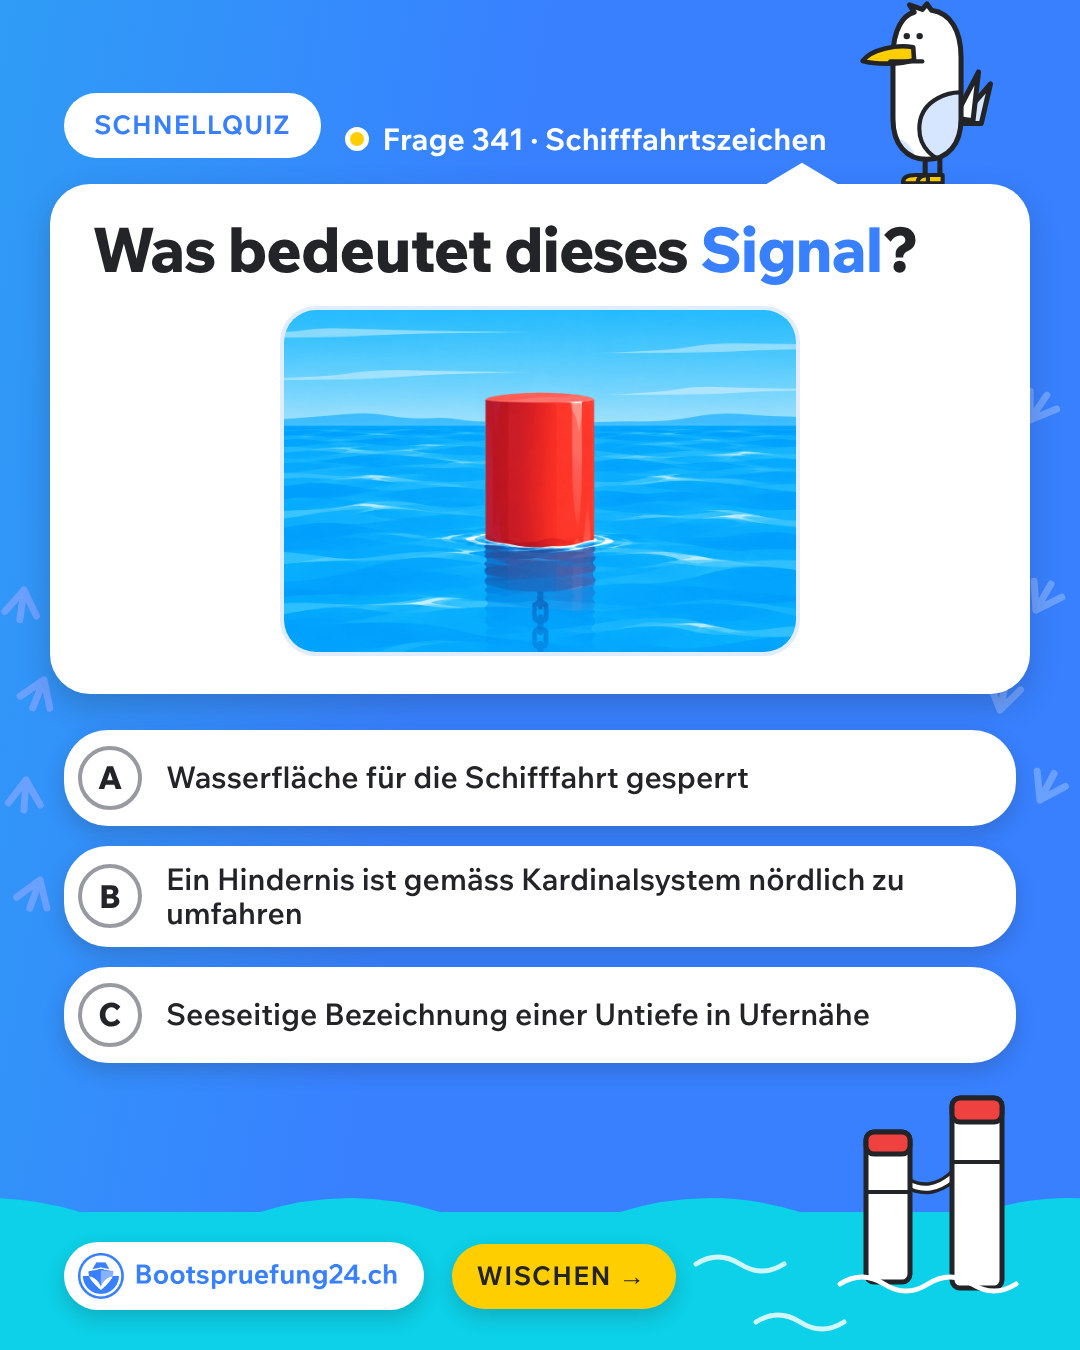 SCHNELLQUIZ
Frage 341 · Schifffahrtszeichen
Was bedeutet dieses Signal?
A Wasserfläche für die Schifffahrt gesperrt
B Ein Hindernis ist gemäss Kardinalsystem nördlich zu
umfahren
C Seeseitige Bezeichnung einer Untiefe in Ufernähe
Bootspruefung24.ch
WISCHEN →